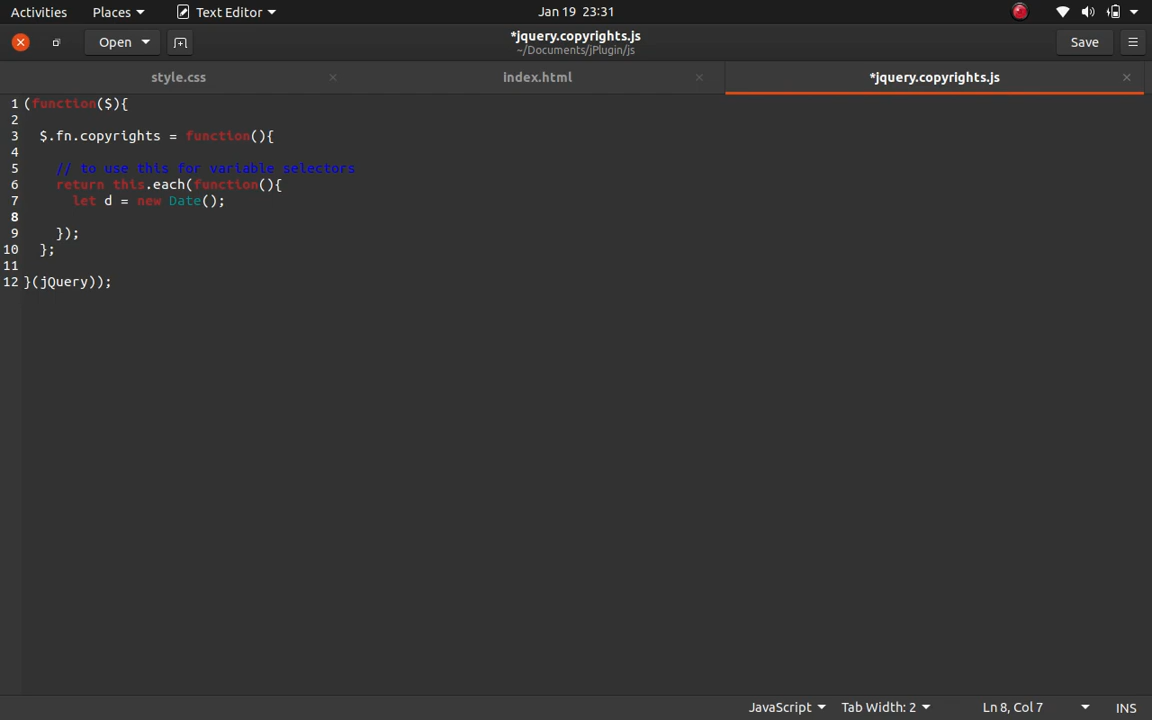 Activities Places Text Editor Jan 19 23:31
Open *jquery.copyrights.js Save
~/Documents/jPlugin/js
style.css index.html *jquery.copyrights.js
1 (function($){
2
3 $.fn.copyrights = function(){
4
5 // to use this for variable selectors
6 return this.each(function(){
7 let d = new Date();
8
9 });
10 };
11
12 }(jQuery));
JavaScript Tab Width: 2 Ln 8, Col 7 INS